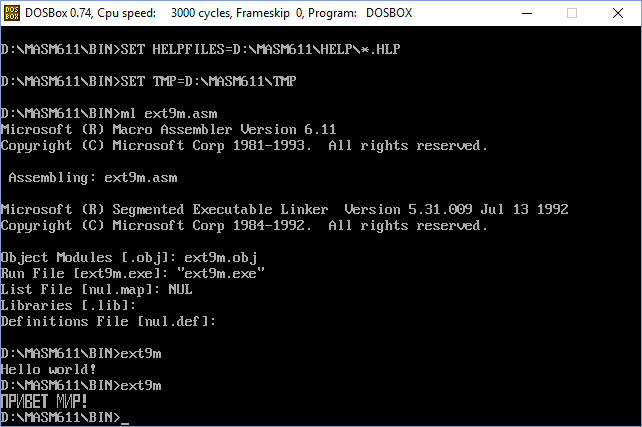 DOSBox 0.74, Cpu speed: 3000 cycles, Frameskip 0, Program: DOSBOX
D:\MASM611\BIN>SET HELPFILES=D:\MASM611\HELP\*.HLP
D:\MASM611\BIN>SET TMP=D:\MASM611\TMP
D:\MASM611\BIN>ml ext9m.asm
Microsoft (R) Macro Assembler Version 6.11
Copyright (C) Microsoft Corp 1981-1993. All rights reserved.
Assembling: ext9m.asm
Microsoft (R) Segmented Executable Linker Version 5.31.009 Jul 13 1992
Copyright (C) Microsoft Corp 1984-1992. All rights reserved.
Object Modules [.obj]: ext9m.obj
Run File [ext9m.exe]: "ext9m.exe"
List File [nul.map]: NUL
Libraries [.lib]:
Definitions File [nul.def]:
D:\MASM611\BIN>ext9m
Hello world!
D:\MASM611\BIN>ext9m
ПРИВЕТ МИР!
D:\MASM611\BIN>_